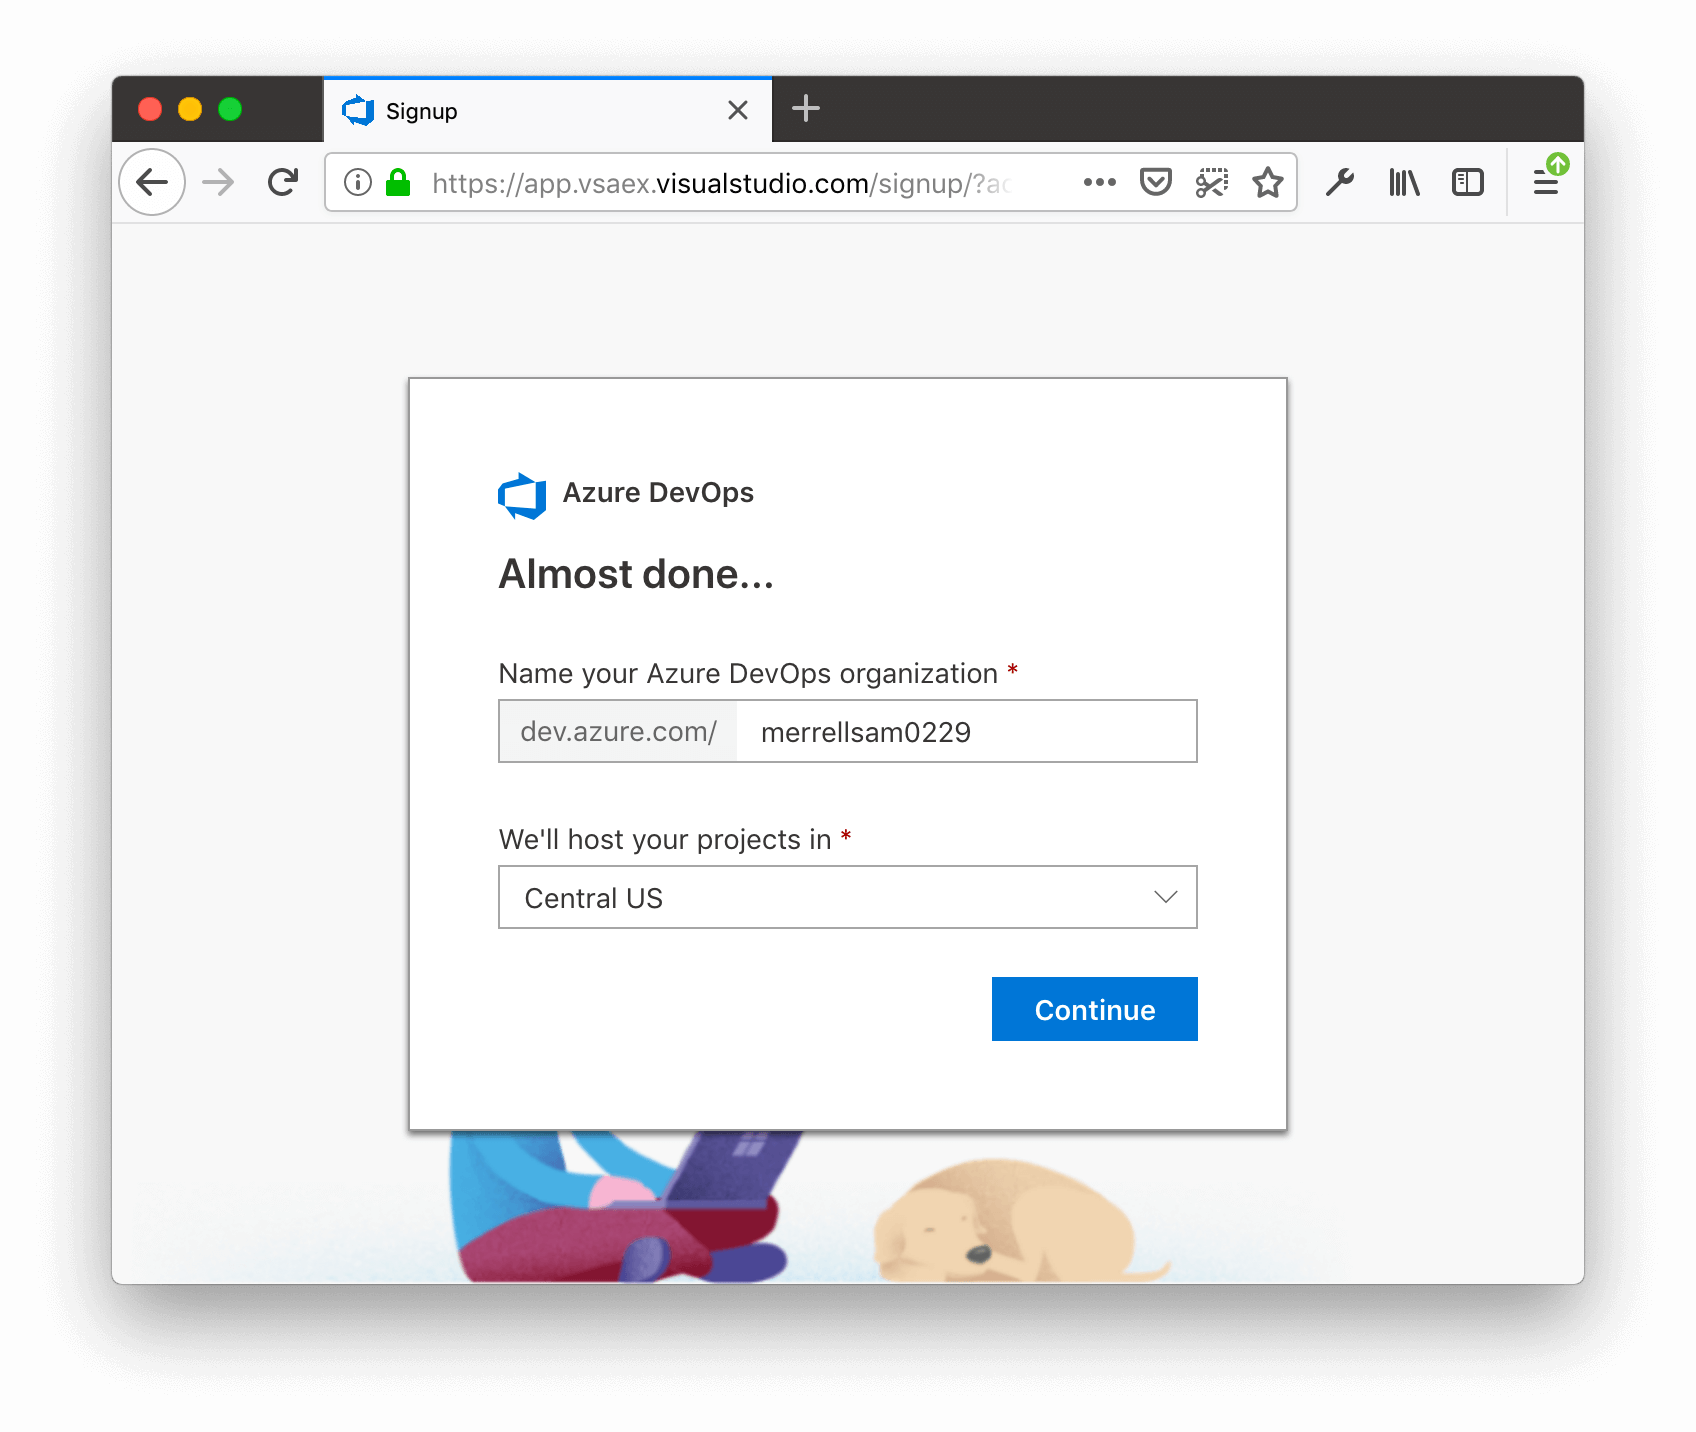 Signup
https://app.vsaex.visualstudio.com/signup/?ac
Azure DevOps
Almost done...
Name your Azure DevOps organization *
dev.azure.com/ merrellsam0229
We'll host your projects in *
Central US
Continue